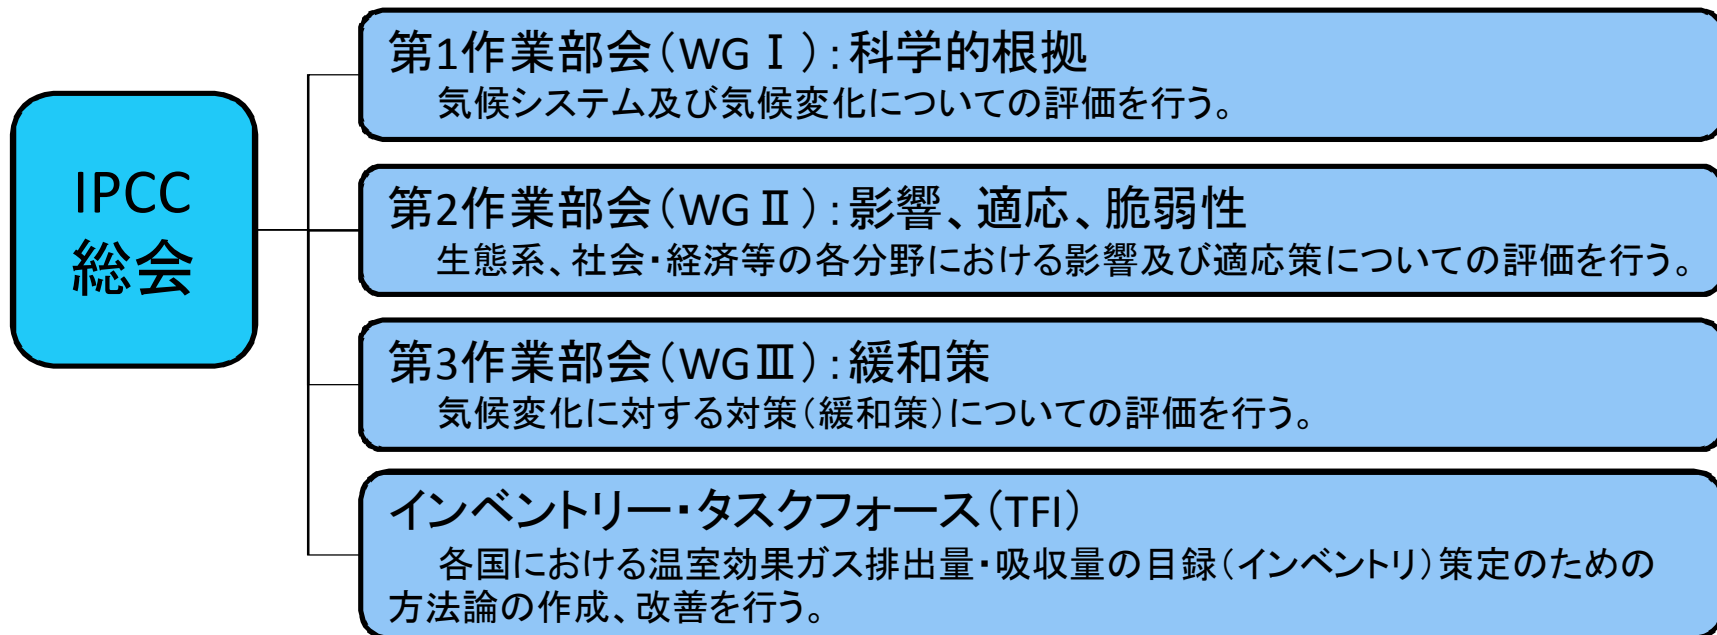 IPCC
総会
第1作業部会(WGⅠ):科学的根拠
気候システム及び気候変化についての評価を行う。
第2作業部会(WGⅡ):影響、適応、脆弱性
生態系、社会・経済等の各分野における影響及び適応策についての評価を行う。
第3作業部会(WGⅢ):緩和策
気候変化に対する対策(緩和策)についての評価を行う。
インベントリー・タスクフォース(TFI)
各国における温室効果ガス排出量・吸収量の目録(インベントリ)策定のための
方法論の作成、改善を行う。